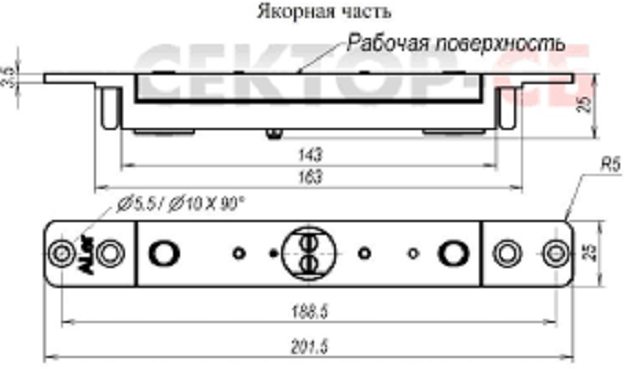 Якорная часть
СЕКТОР-СБ
Рабочая поверхность
3.5
25
143
163
Ø5.5 / Ø10 X 90°
R5
ALer
25
188.5
201.5